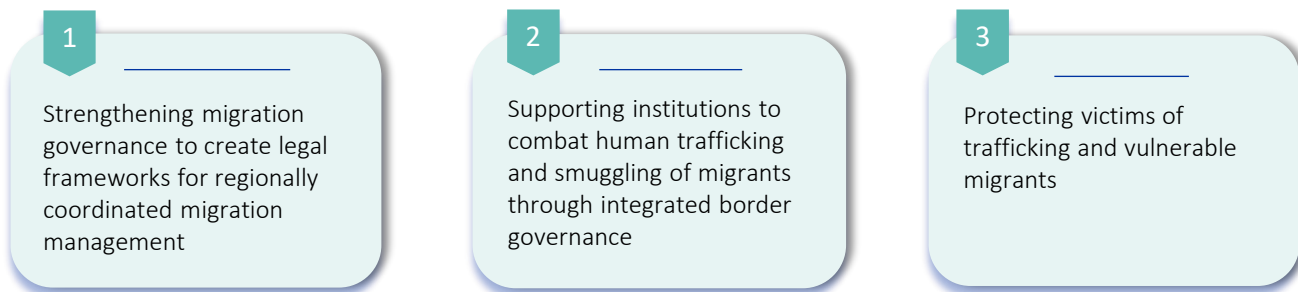 1
Strengthening migration
governance to create legal
frameworks for regionally
coordinated migration
management
2
Supporting institutions to
combat human trafficking
and smuggling of migrants
through integrated border
governance
3
Protecting victims of
trafficking and vulnerable
migrants